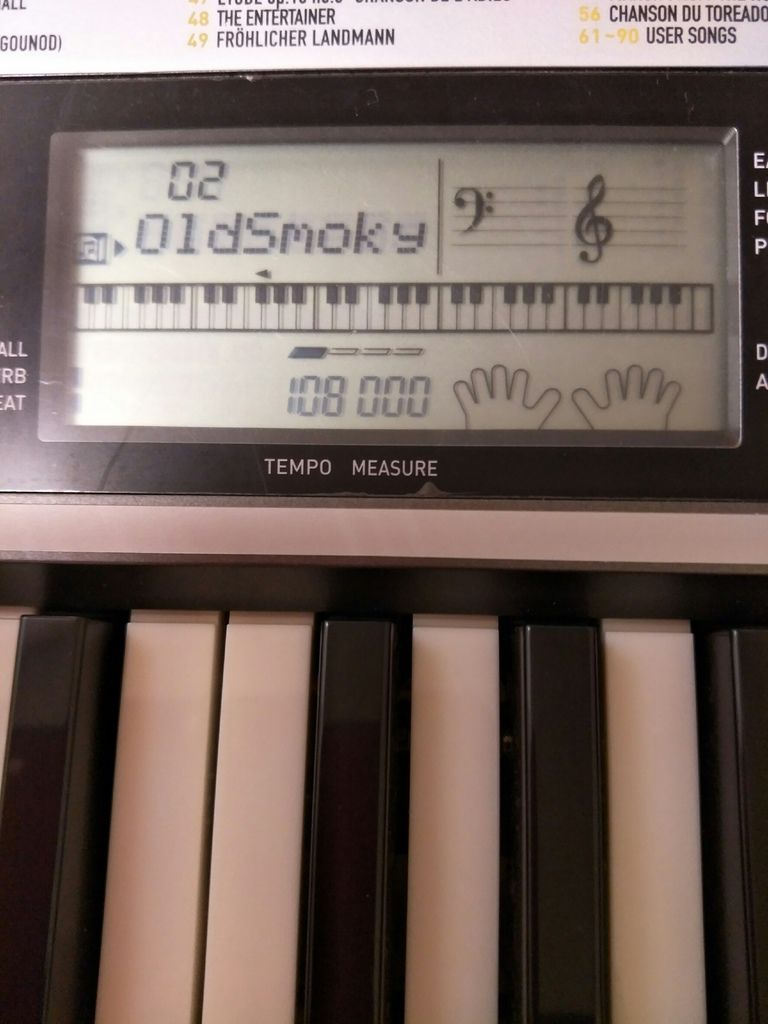 48 THE ENTERTAINER
49 FRÖHLICHER LANDMANN
56 CHANSON DU TOREADO
61~90 USER SONGS
GOUNOD)
02
OldSmoky
108 000
TEMPO MEASURE
ALL
RB
EAT